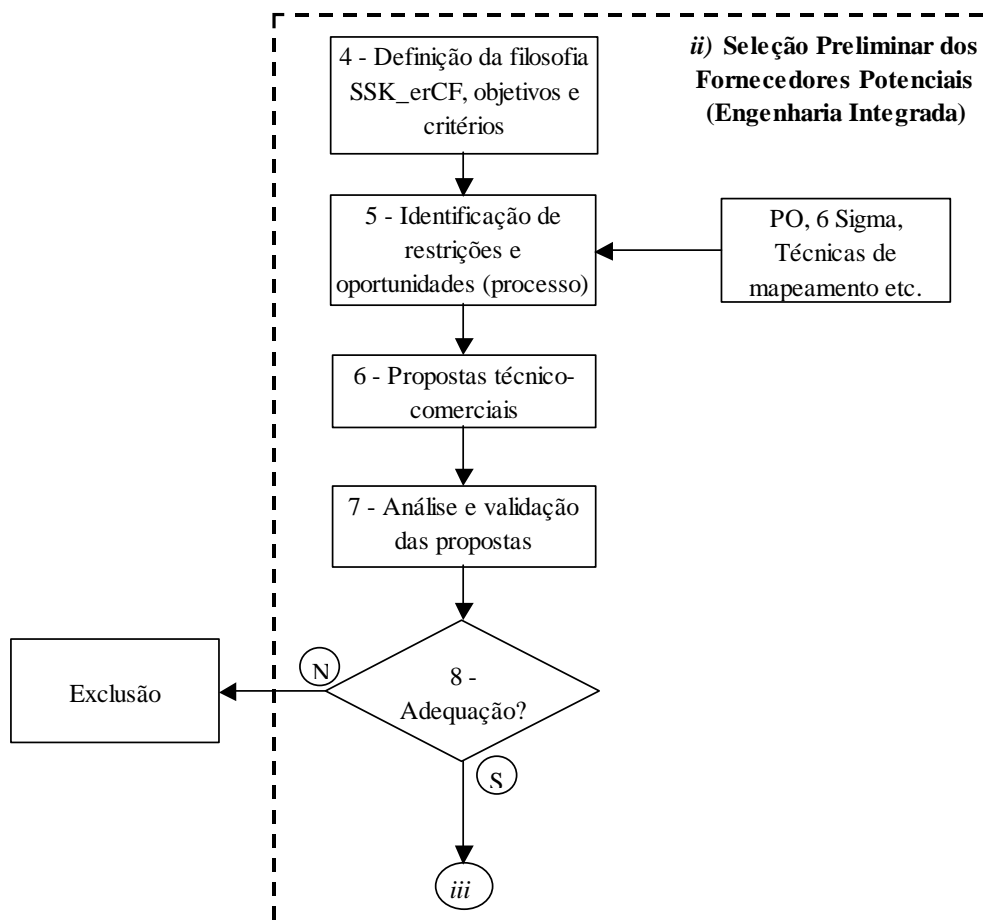 ii) Seleção Preliminar dos
Fornecedores Potenciais
(Engenharia Integrada)
4 - Definição da filosofia
SSK_erCF, objetivos e
critérios
5 - Identificação de
restrições e
oportunidades (processo)
PO, 6 Sigma,
Técnicas de
mapeamento etc.
6 - Propostas técnico-
comerciais
7 - Análise e validação
das propostas
8 -
Adequação?
N
Exclusão
S
iii